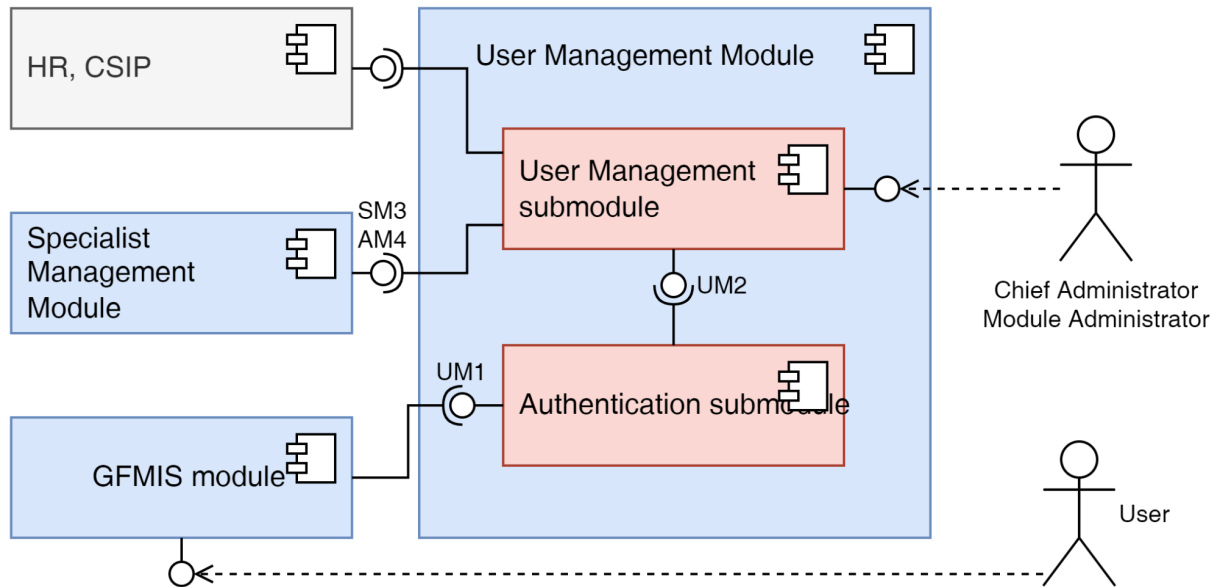 HR, CSIP
User Management Module
User Management
submodule
SM3
AM4
Specialist
Management
Module
UM2
Chief Administrator
Module Administrator
UM1
Authentication submodule
GFMIS module
User